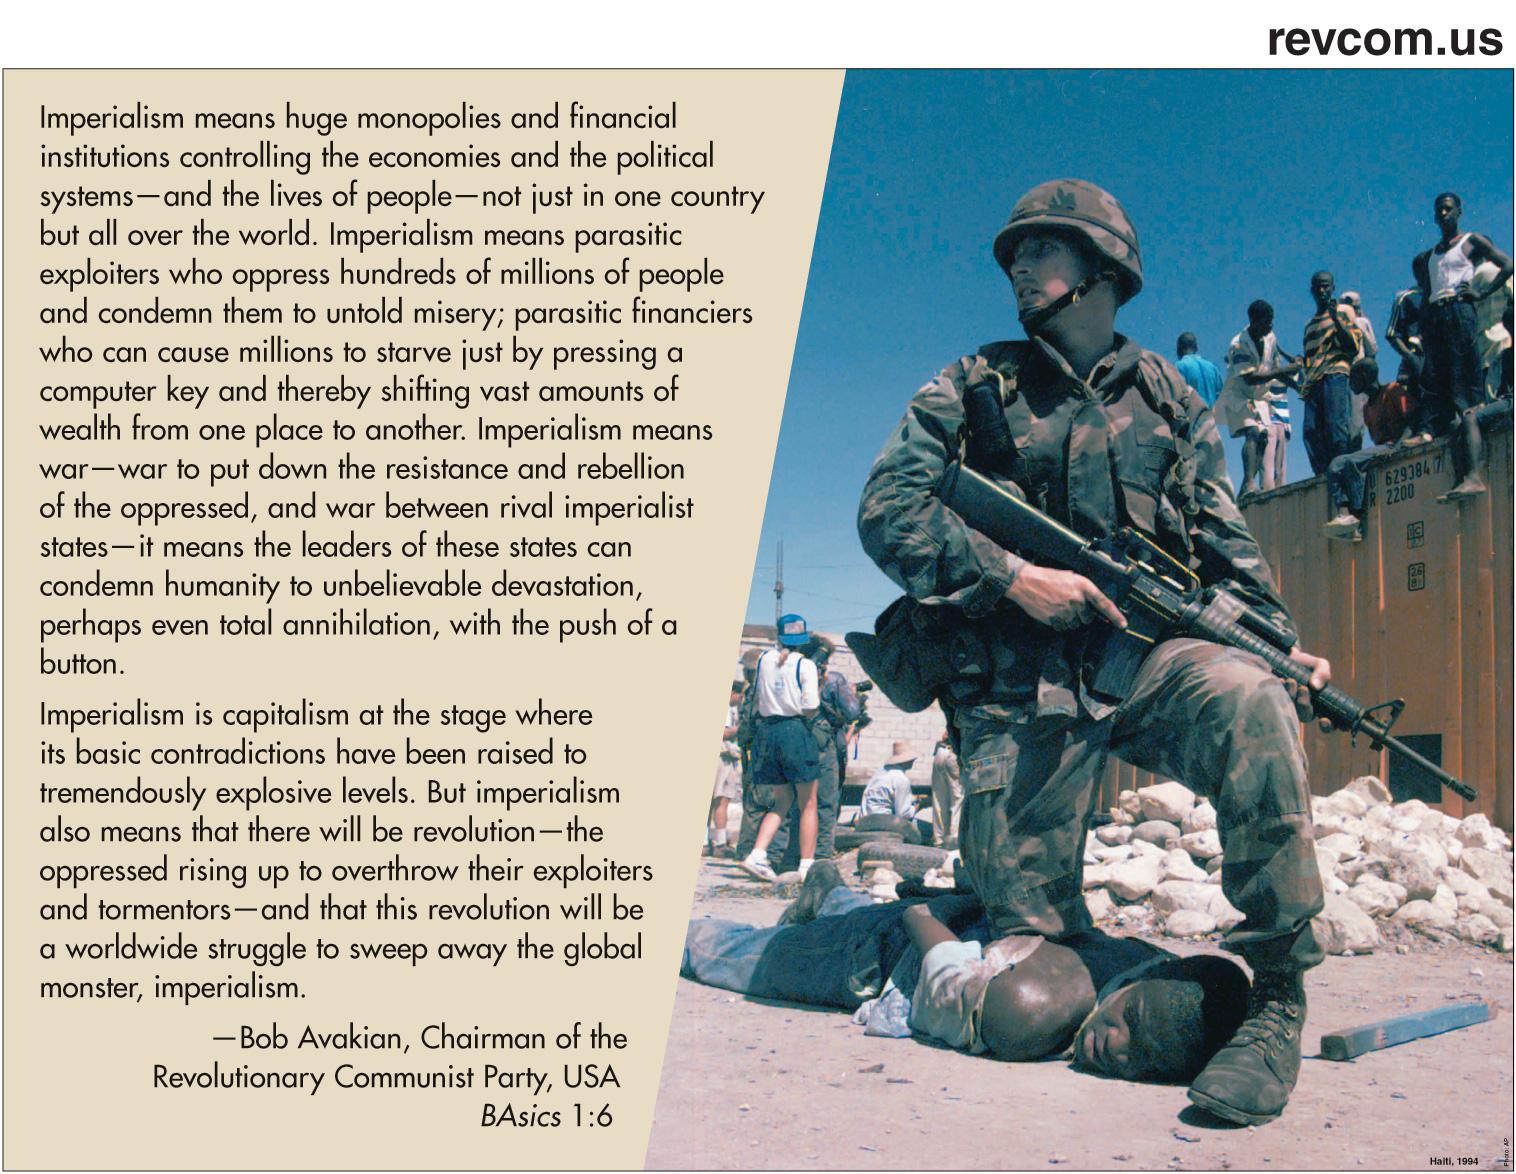 revcom.us
Imperialism means huge monopolies and financial
institutions controlling the economies and the political
systems—and the lives of people—not just in one country
but all over the world. Imperialism means parasitic
exploiters who oppress hundreds of millions of people
and condemn them to untold misery; parasitic financiers
who can cause millions to starve just by pressing a
computer key and thereby shifting vast amounts of
wealth from one place to another. Imperialism means
war—war to put down the resistance and rebellion
of the oppressed, and war between rival imperialist
states—it means the leaders of these states can
condemn humanity to unbelievable devastation,
perhaps even total annihilation, with the push of a
button.
Imperialism is capitalism at the stage where
its basic contradictions have been raised to
tremendously explosive levels. But imperialism
also means that there will be revolution—the
oppressed rising up to overthrow their exploiters
and tormentors—and that this revolution will be
a worldwide struggle to sweep away the global
monster, imperialism.
—Bob Avakian, Chairman of the
Revolutionary Communist Party, USA
BAsics 1:6
629384 7
2200
Haiti, 1994
Photo: AP